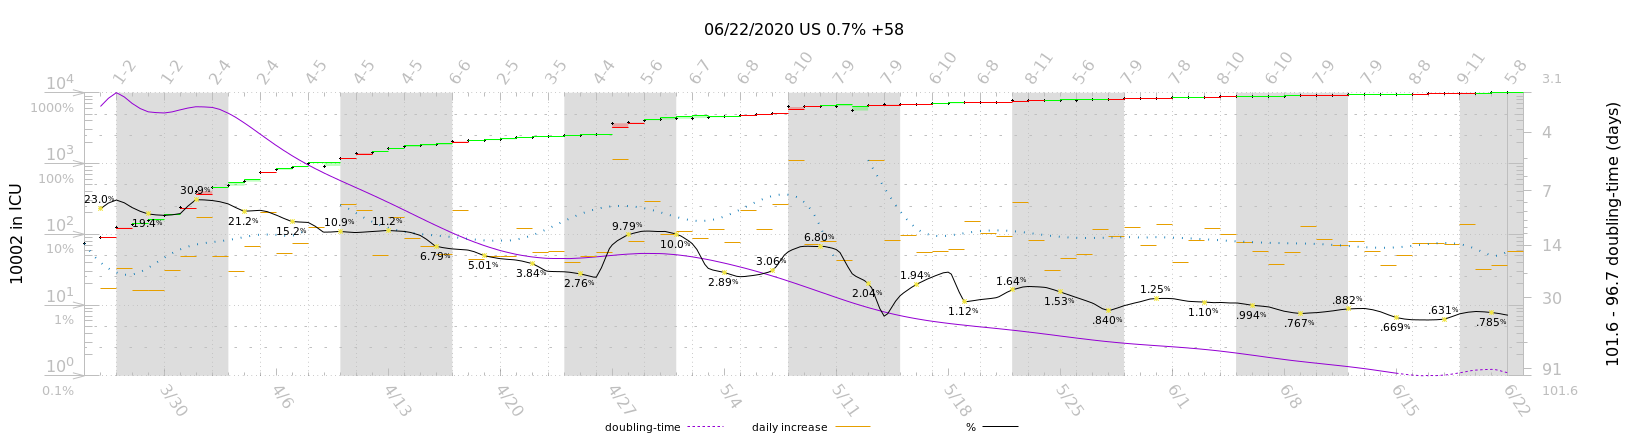 06/22/2020 US 0.7% +58
1-2 1-2 2-4 2-4 4-5 4-5 4-5 6-6 2-5 3-5 4-4 5-6 6-7 6-8 8-10 7-9 7-9 6-10 6-8 8-11 5-6 7-9 7-9 8-10 6-10 7-9 7-9 8-8 9-11 5-8
10⁴ 3.1
1000%
4
10³
100%
7
30.9%
23.0%
19.4% 21.2% 15.2% 10.9% 11.2% 9.79% 6.80%
10²
10% 6.79% 5.01% 3.84% 2.76% 10.0% 2.89% 3.06% 14
2.04% 1.94% 1.12% 1.64% 1.53% .840% 1.25% 1.10% .994% .767% .882% .669% .631% .785%
10¹ 30
1%
10⁰ 91
0.1% 101.6
3/30 4/6 4/13 4/20 4/27 5/4 5/11 5/18 5/25 6/1 6/8 6/15 6/22
10002 in ICU
101.6 - 96.7 doubling-time (days)
doubling-time daily increase %